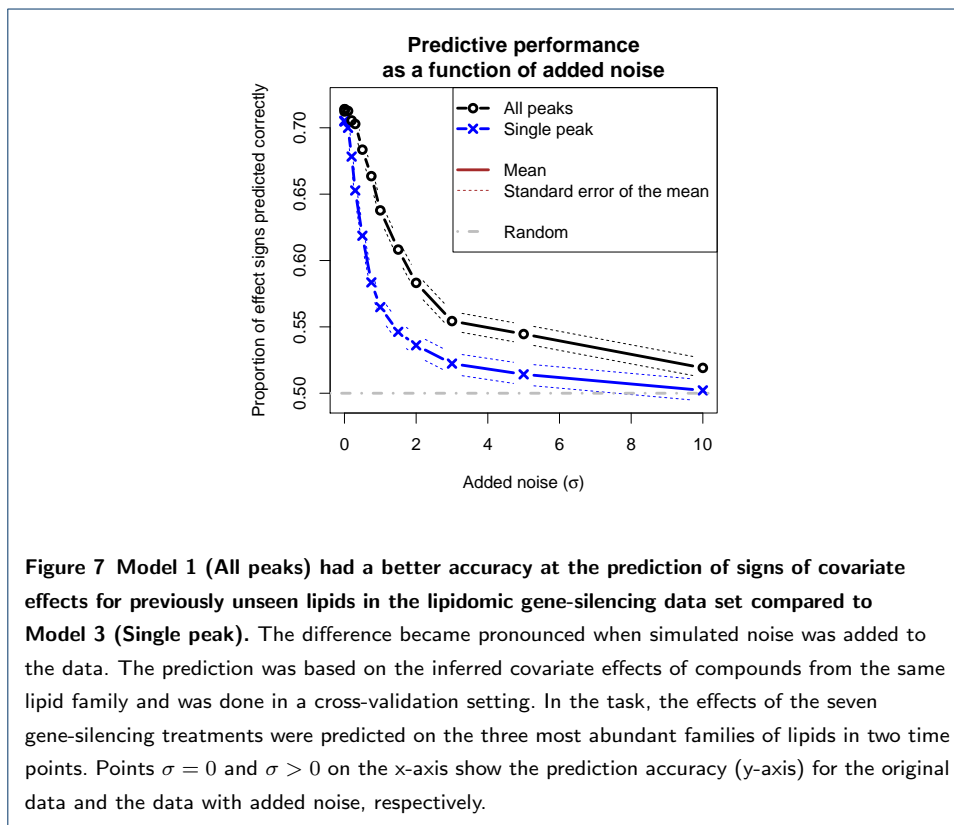 Predictive performance
as a function of added noise
All peaks
Single peak
Mean
Standard error of the mean
Random
Proportion of effect signs predicted correctly
0.70
0.65
0.60
0.55
0.50
0 2 4 6 8 10
Added noise (σ)
Figure 7 Model 1 (All peaks) had a better accuracy at the prediction of signs of covariate
effects for previously unseen lipids in the lipidomic gene-silencing data set compared to
Model 3 (Single peak). The difference became pronounced when simulated noise was added to
the data. The prediction was based on the inferred covariate effects of compounds from the same
lipid family and was done in a cross-validation setting. In the task, the effects of the seven
gene-silencing treatments were predicted on the three most abundant families of lipids in two time
points. Points σ = 0 and σ > 0 on the x-axis show the prediction accuracy (y-axis) for the original
data and the data with added noise, respectively.